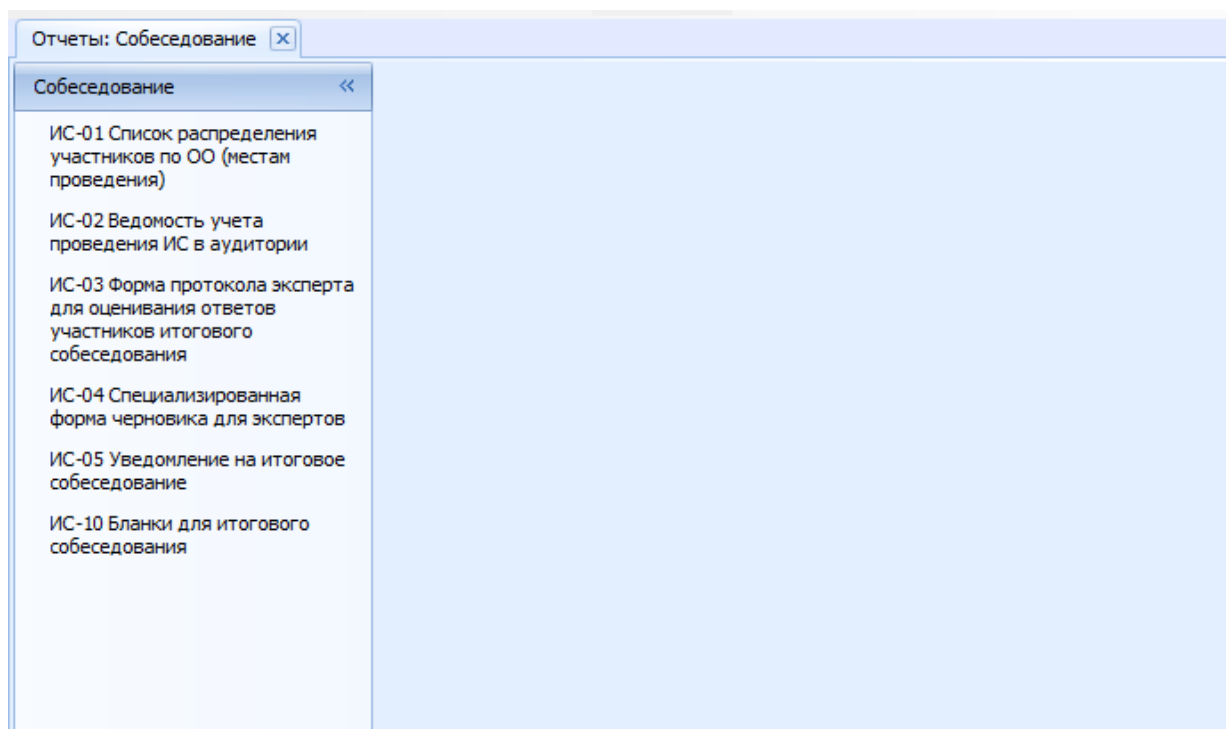 Отчеты: Собеседование
Собеседование
ИС-01 Список распределения
участников по ОО (местам
проведения)
ИС-02 Ведомость учета
проведения ИС в аудитории
ИС-03 Форма протокола эксперта
для оценивания ответов
участников итогового
собеседования
ИС-04 Специализированная
форма черновика для экспертов
ИС-05 Уведомление на итоговое
собеседование
ИС-10 Бланки для итогового
собеседования